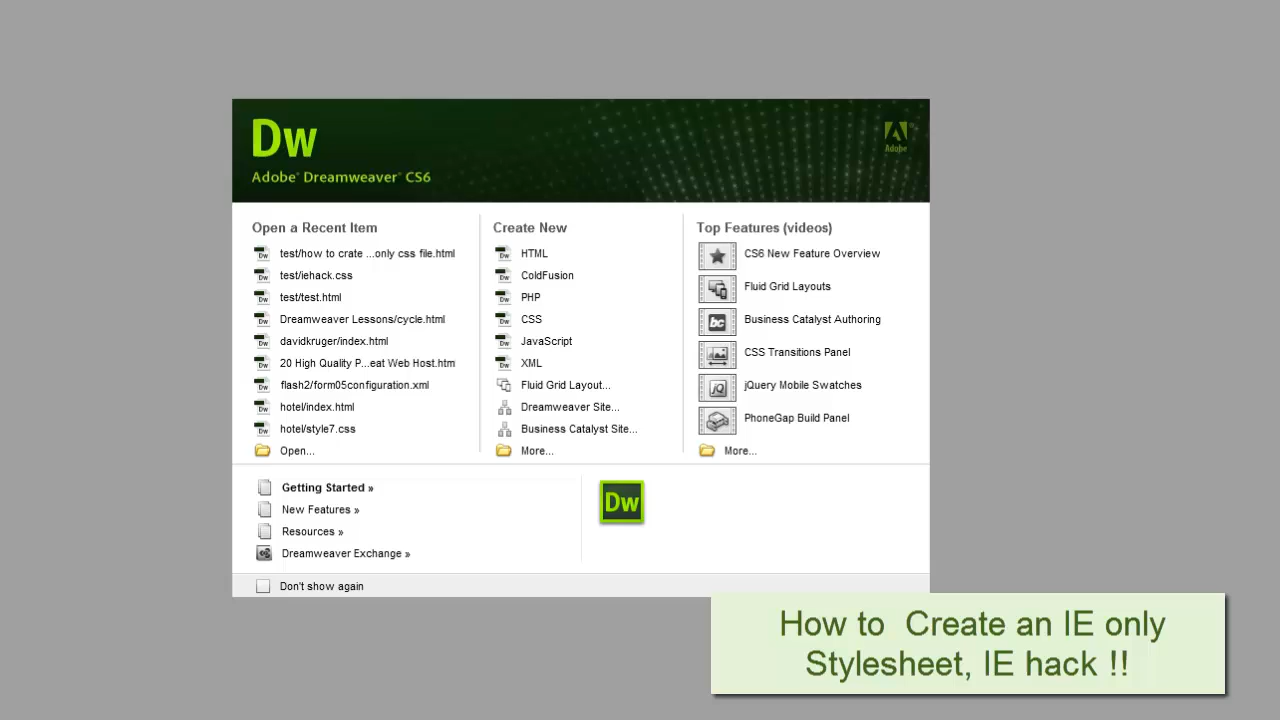 Dw
Adobe® Dreamweaver® CS6
Adobe
Open a Recent Item
test/how to crate ...only css file.html
test/iehack.css
test/test.html
Dreamweaver Lessons/cycle.html
davidkruger/index.html
20 High Quality P...eat Web Host.htm
flash2/form05configuration.xml
hotel/index.html
hotel/style7.css
Open...
Create New
HTML
ColdFusion
PHP
CSS
JavaScript
XML
Fluid Grid Layout...
Dreamweaver Site...
Business Catalyst Site...
More...
Top Features (videos)
CS6 New Feature Overview
Fluid Grid Layouts
bc
Business Catalyst Authoring
CSS Transitions Panel
jQ
jQuery Mobile Swatches
PhoneGap Build Panel
More...
Getting Started »
New Features »
Resources »
Dreamweaver Exchange »
Dw
Don't show again
How to Create an IE only
Stylesheet, IE hack !!